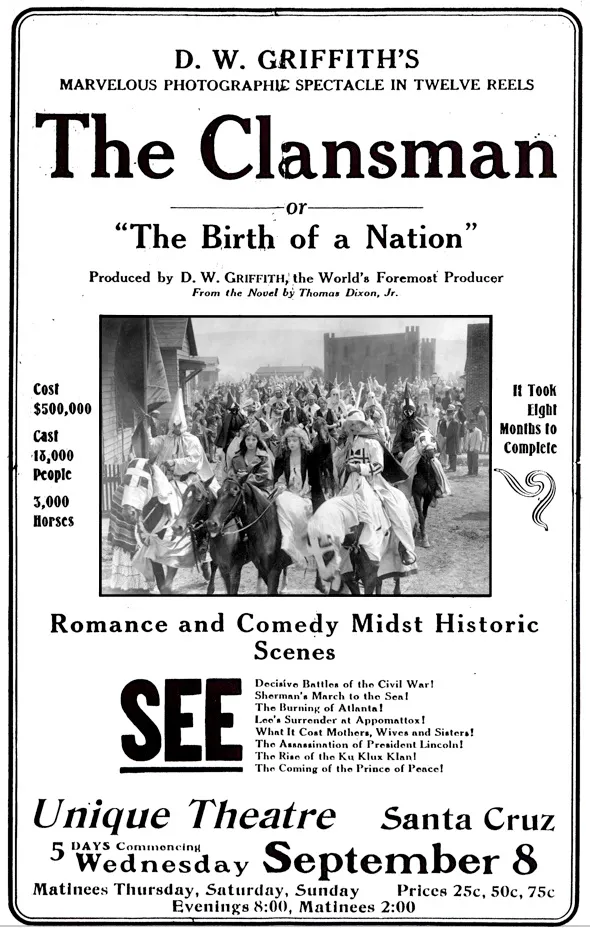 D. W. GRIFFITH'S
MARVELOUS PHOTOGRAPHIC SPECTACLE IN TWELVE REELS
The Clansman
or
"The Birth of a Nation"
Produced by D. W. GRIFFITH, the World's Foremost Producer
From the Novel by Thomas Dixon, Jr.
Cost
$500,000
Cast
18,000
People
3,000
Horses
It Took
Eight
Months to
Complete
Romance and Comedy Midst Historic
Scenes
SEE
Decisive Battles of the Civil War!
Sherman's March to the Sea!
The Burning of Atlanta!
Lee's Surrender at Appomattox!
What It Cost Mothers, Wives and Sisters!
The Assassination of President Lincoln!
The Rise of the Ku Klux Klan!
The Coming of the Prince of Peace!
Unique Theatre Santa Cruz
5 DAYS Commencing
Wednesday September 8
Matinees Thursday, Saturday, Sunday Prices 25c, 50c, 75c
Evenings 8:00, Matinees 2:00